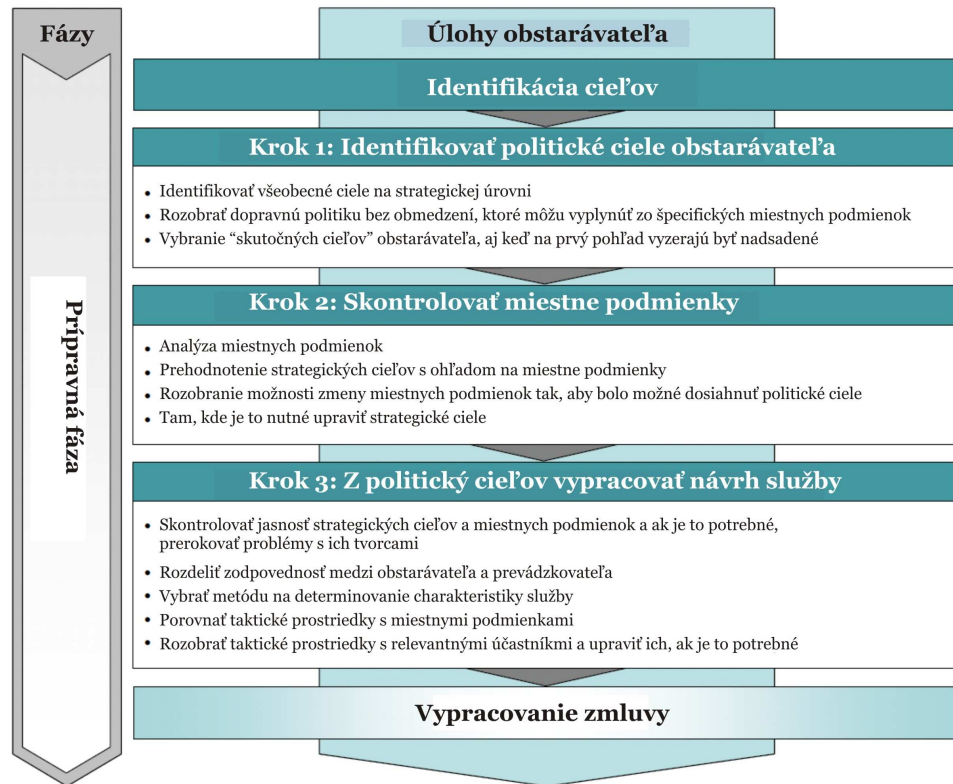 Fázy
Úlohy obstarávateľa
Identifikácia cieľov
Krok 1: Identifikovať politické ciele obstarávateľa
• Identifikovať všeobecné ciele na strategickej úrovni
• Rozobrať dopravnú politiku bez obmedzení, ktoré môžu vyplynúť zo špecifických miestnych podmienok
• Vybranie “skutočných cieľov” obstarávateľa, aj keď na prvý pohľad vyzerajú byť nadsadené
Prípravná fáza
Krok 2: Skontrolovať miestne podmienky
• Analýza miestnych podmienok
• Prehodnotenie strategických cieľov s ohľadom na miestne podmienky
• Rozobranie možnosti zmeny miestnych podmienok tak, aby bolo možné dosiahnuť politické ciele
• Tam, kde je to nutné upraviť strategické ciele
Krok 3: Z politický cieľov vypracovať návrh služby
• Skontrolovať jasnosť strategických cieľov a miestnych podmienok a ak je to potrebné,
prerokovať problémy s ich tvorcami
• Rozdeliť zodpovednosť medzi obstarávateľa a prevádzkovateľa
• Vybrať metódu na determinovanie charakteristiky služby
• Porovnať taktické prostriedky s miestnymi podmienkami
• Rozobrať taktické prostriedky s relevantnými účastníkmi a upraviť ich, ak je to potrebné
Vypracovanie zmluvy